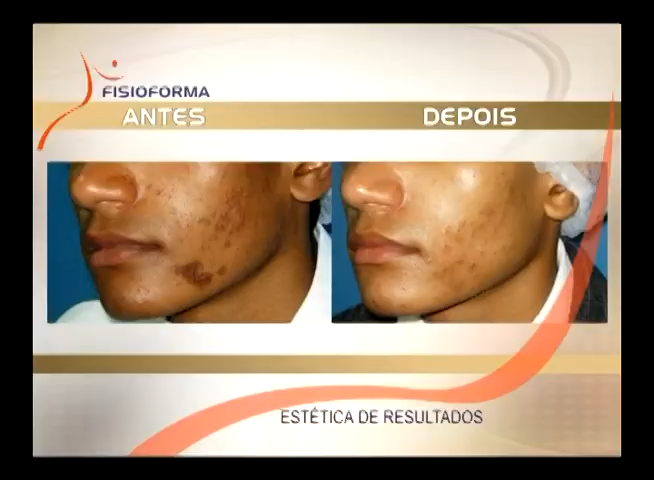 FISIOFORMA
ANTES
DEPOIS
ESTÉTICA DE RESULTADOS